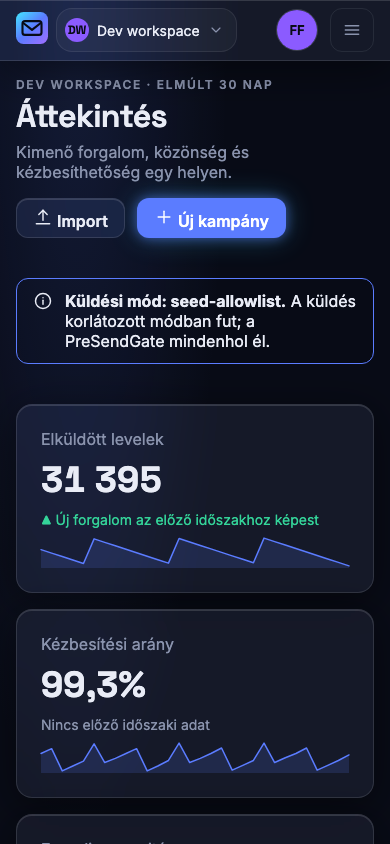 DW Dev workspace
FF
DEV WORKSPACE · ELMÚLT 30 NAP
Áttekintés
Kimenő forgalom, közönség és
kézbesíthetőség egy helyen.
Import
Új kampány
Küldési mód: seed-allowlist. A küldés
korlátozott módban fut; a
PreSendGate mindenhol él.
Elküldött levelek
31 395
▲ Új forgalom az előző időszakhoz képest
Kézbesítési arány
99,3%
Nincs előző időszaki adat